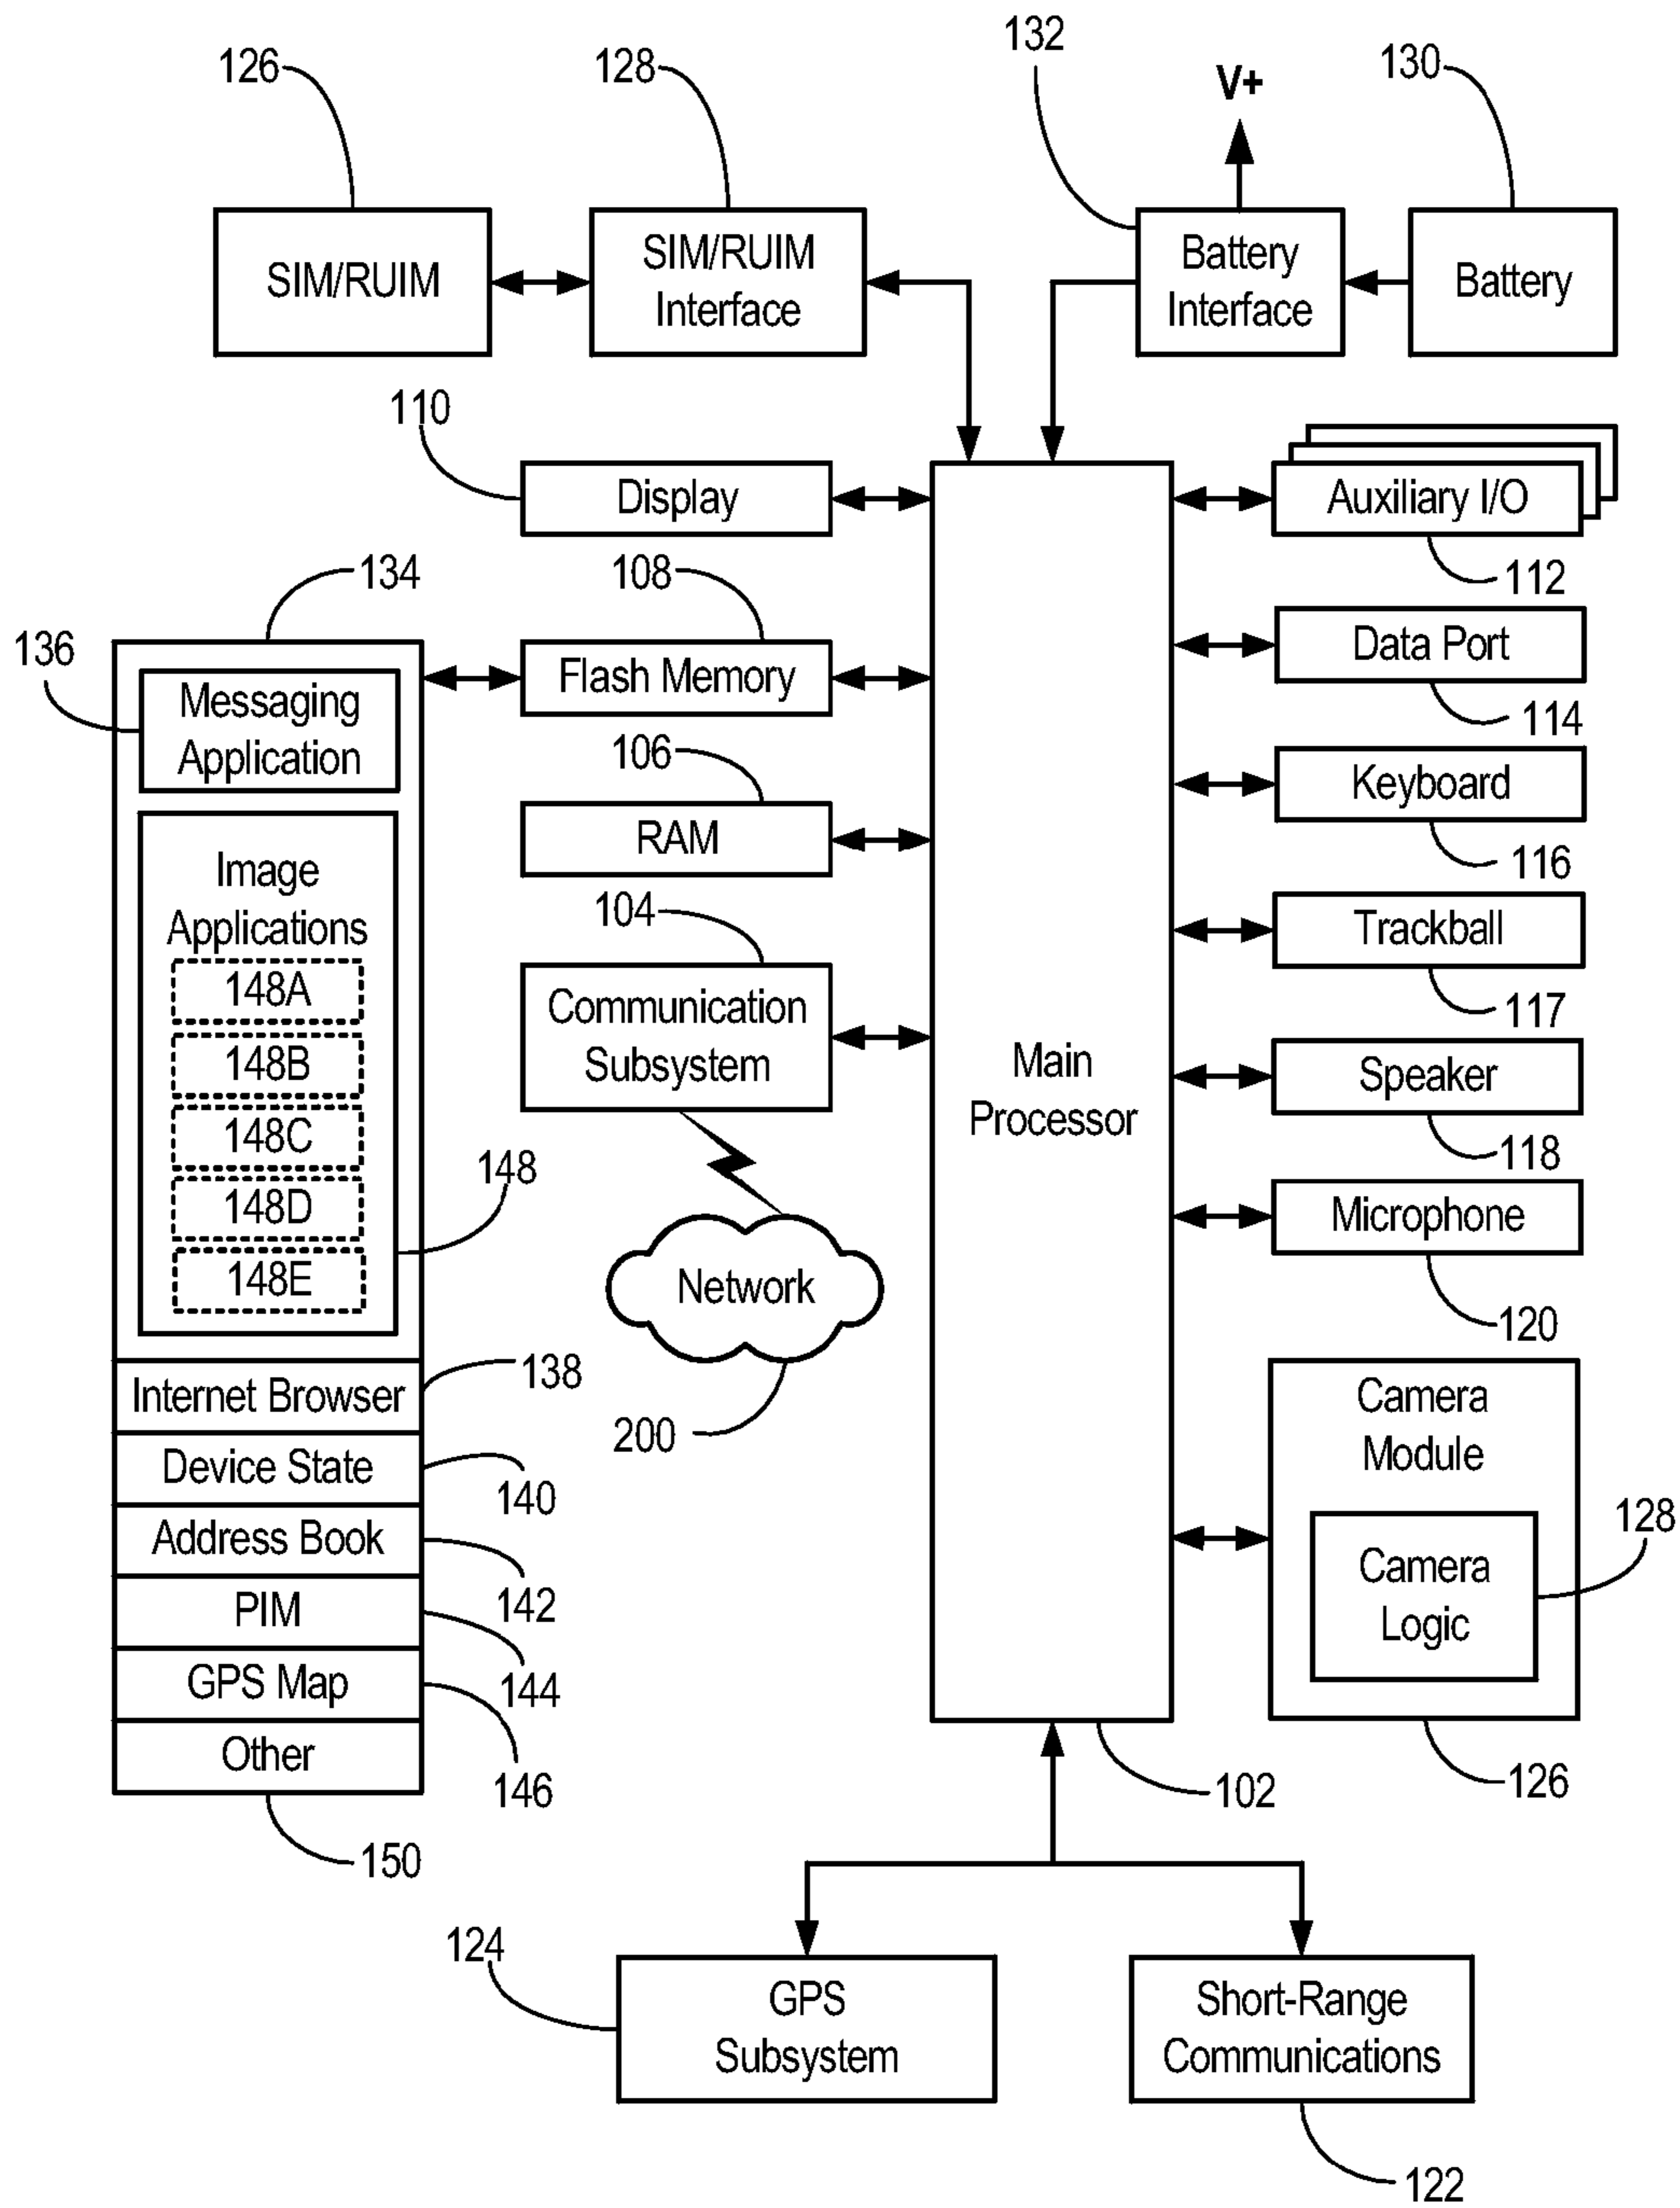 132
126
128
V+
130
SIM/RUIM
SIM/RUIM
Interface
Battery
Interface
Battery
110
Display
Auxiliary I/O
134
108
112
136
Messaging
Application
Flash Memory
Data Port
114
106
Keyboard
RAM
116
Image
Applications
104
Trackball
148A
Communication
Subsystem
117
148B
Main
Processor
Speaker
148C
118
148
148D
Microphone
148E
Network
120
138
Internet Browser
Camera
Module
200
Device State
140
128
Address Book
Camera
Logic
142
PIM
144
GPS Map
Other
146
102
126
150
124
GPS
Subsystem
Short-Range
Communications
122